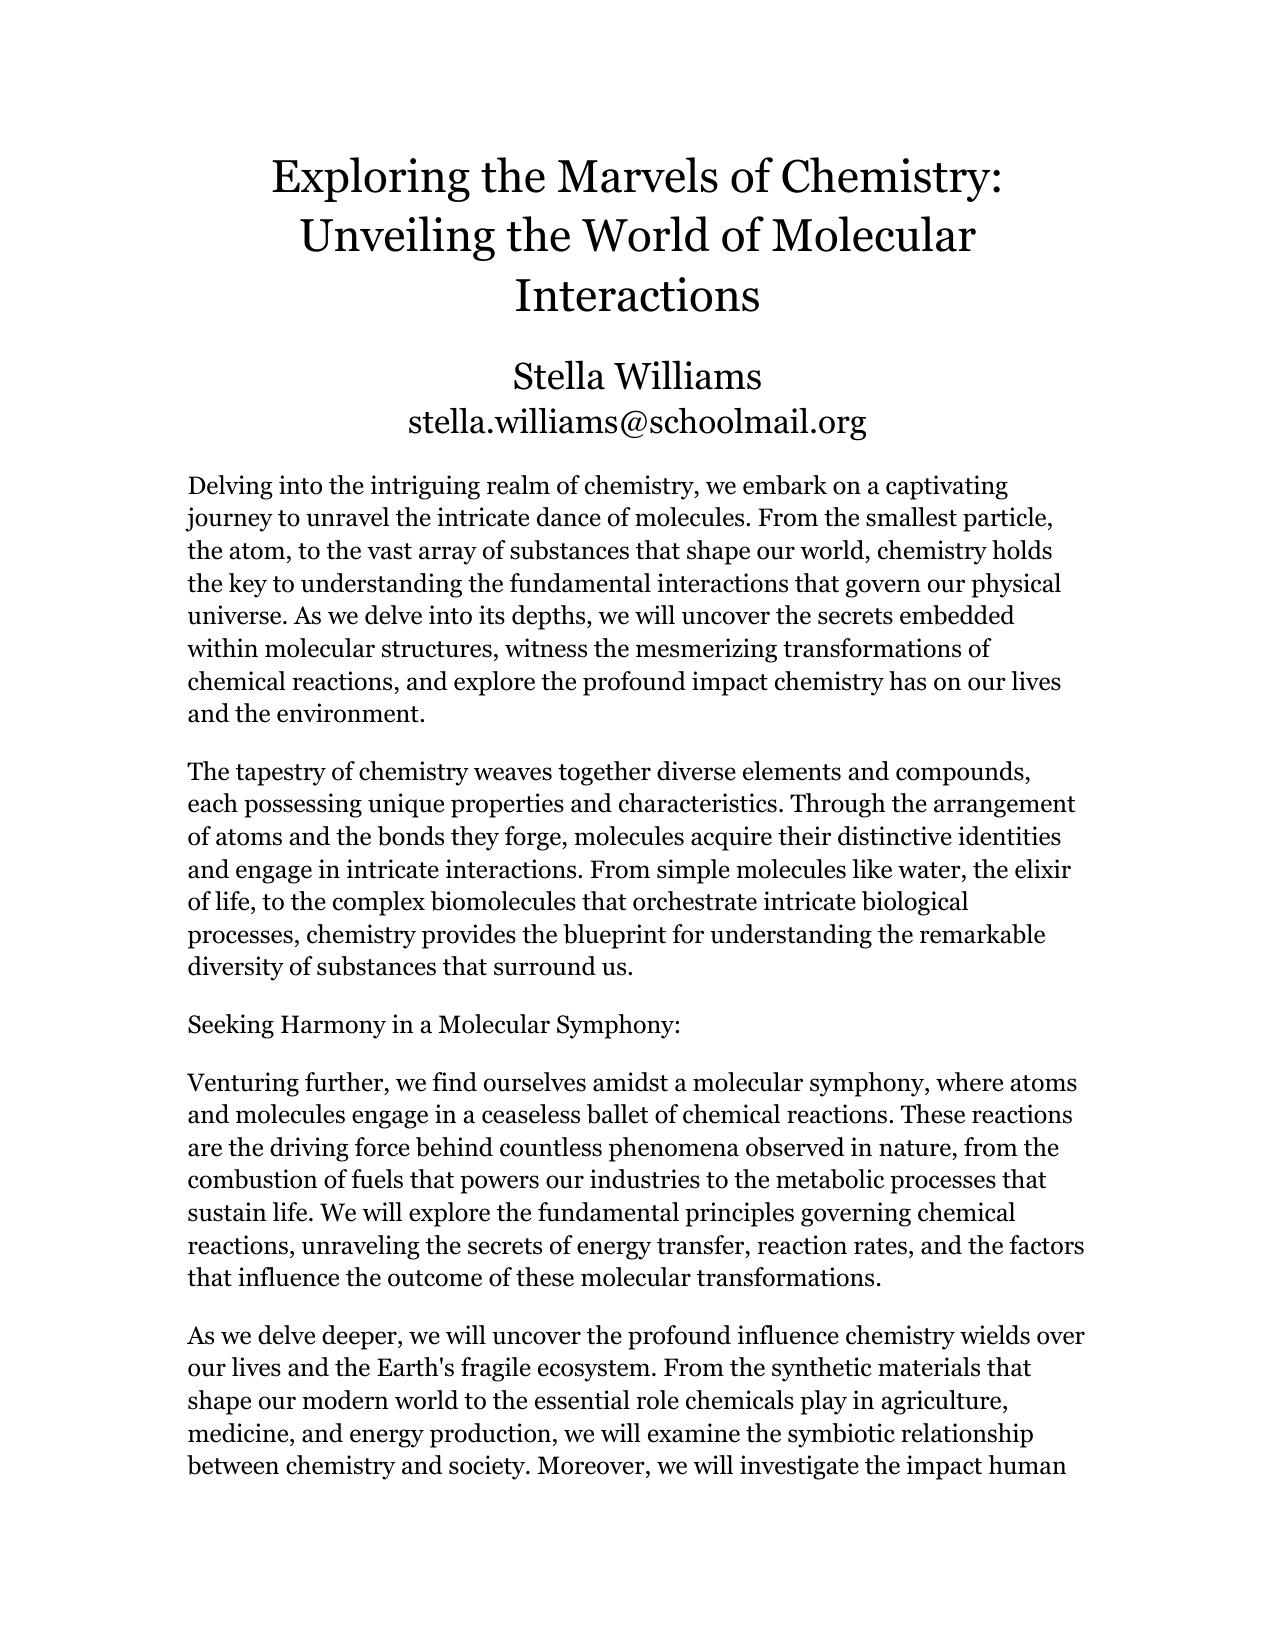 Exploring the Marvels of Chemistry:
Unveiling the World of Molecular
Interactions
Stella Williams
stella.williams@schoolmail.org
Delving into the intriguing realm of chemistry, we embark on a captivating
journey to unravel the intricate dance of molecules. From the smallest particle,
the atom, to the vast array of substances that shape our world, chemistry holds
the key to understanding the fundamental interactions that govern our physical
universe. As we delve into its depths, we will uncover the secrets embedded
within molecular structures, witness the mesmerizing transformations of
chemical reactions, and explore the profound impact chemistry has on our lives
and the environment.
The tapestry of chemistry weaves together diverse elements and compounds,
each possessing unique properties and characteristics. Through the arrangement
of atoms and the bonds they forge, molecules acquire their distinctive identities
and engage in intricate interactions. From simple molecules like water, the elixir
of life, to the complex biomolecules that orchestrate intricate biological
processes, chemistry provides the blueprint for understanding the remarkable
diversity of substances that surround us.
Seeking Harmony in a Molecular Symphony:
Venturing further, we find ourselves amidst a molecular symphony, where atoms
and molecules engage in a ceaseless ballet of chemical reactions. These reactions
are the driving force behind countless phenomena observed in nature, from the
combustion of fuels that powers our industries to the metabolic processes that
sustain life. We will explore the fundamental principles governing chemical
reactions, unraveling the secrets of energy transfer, reaction rates, and the factors
that influence the outcome of these molecular transformations.
As we delve deeper, we will uncover the profound influence chemistry wields over
our lives and the Earth's fragile ecosystem. From the synthetic materials that
shape our modern world to the essential role chemicals play in agriculture,
medicine, and energy production, we will examine the symbiotic relationship
between chemistry and society. Moreover, we will investigate the impact human